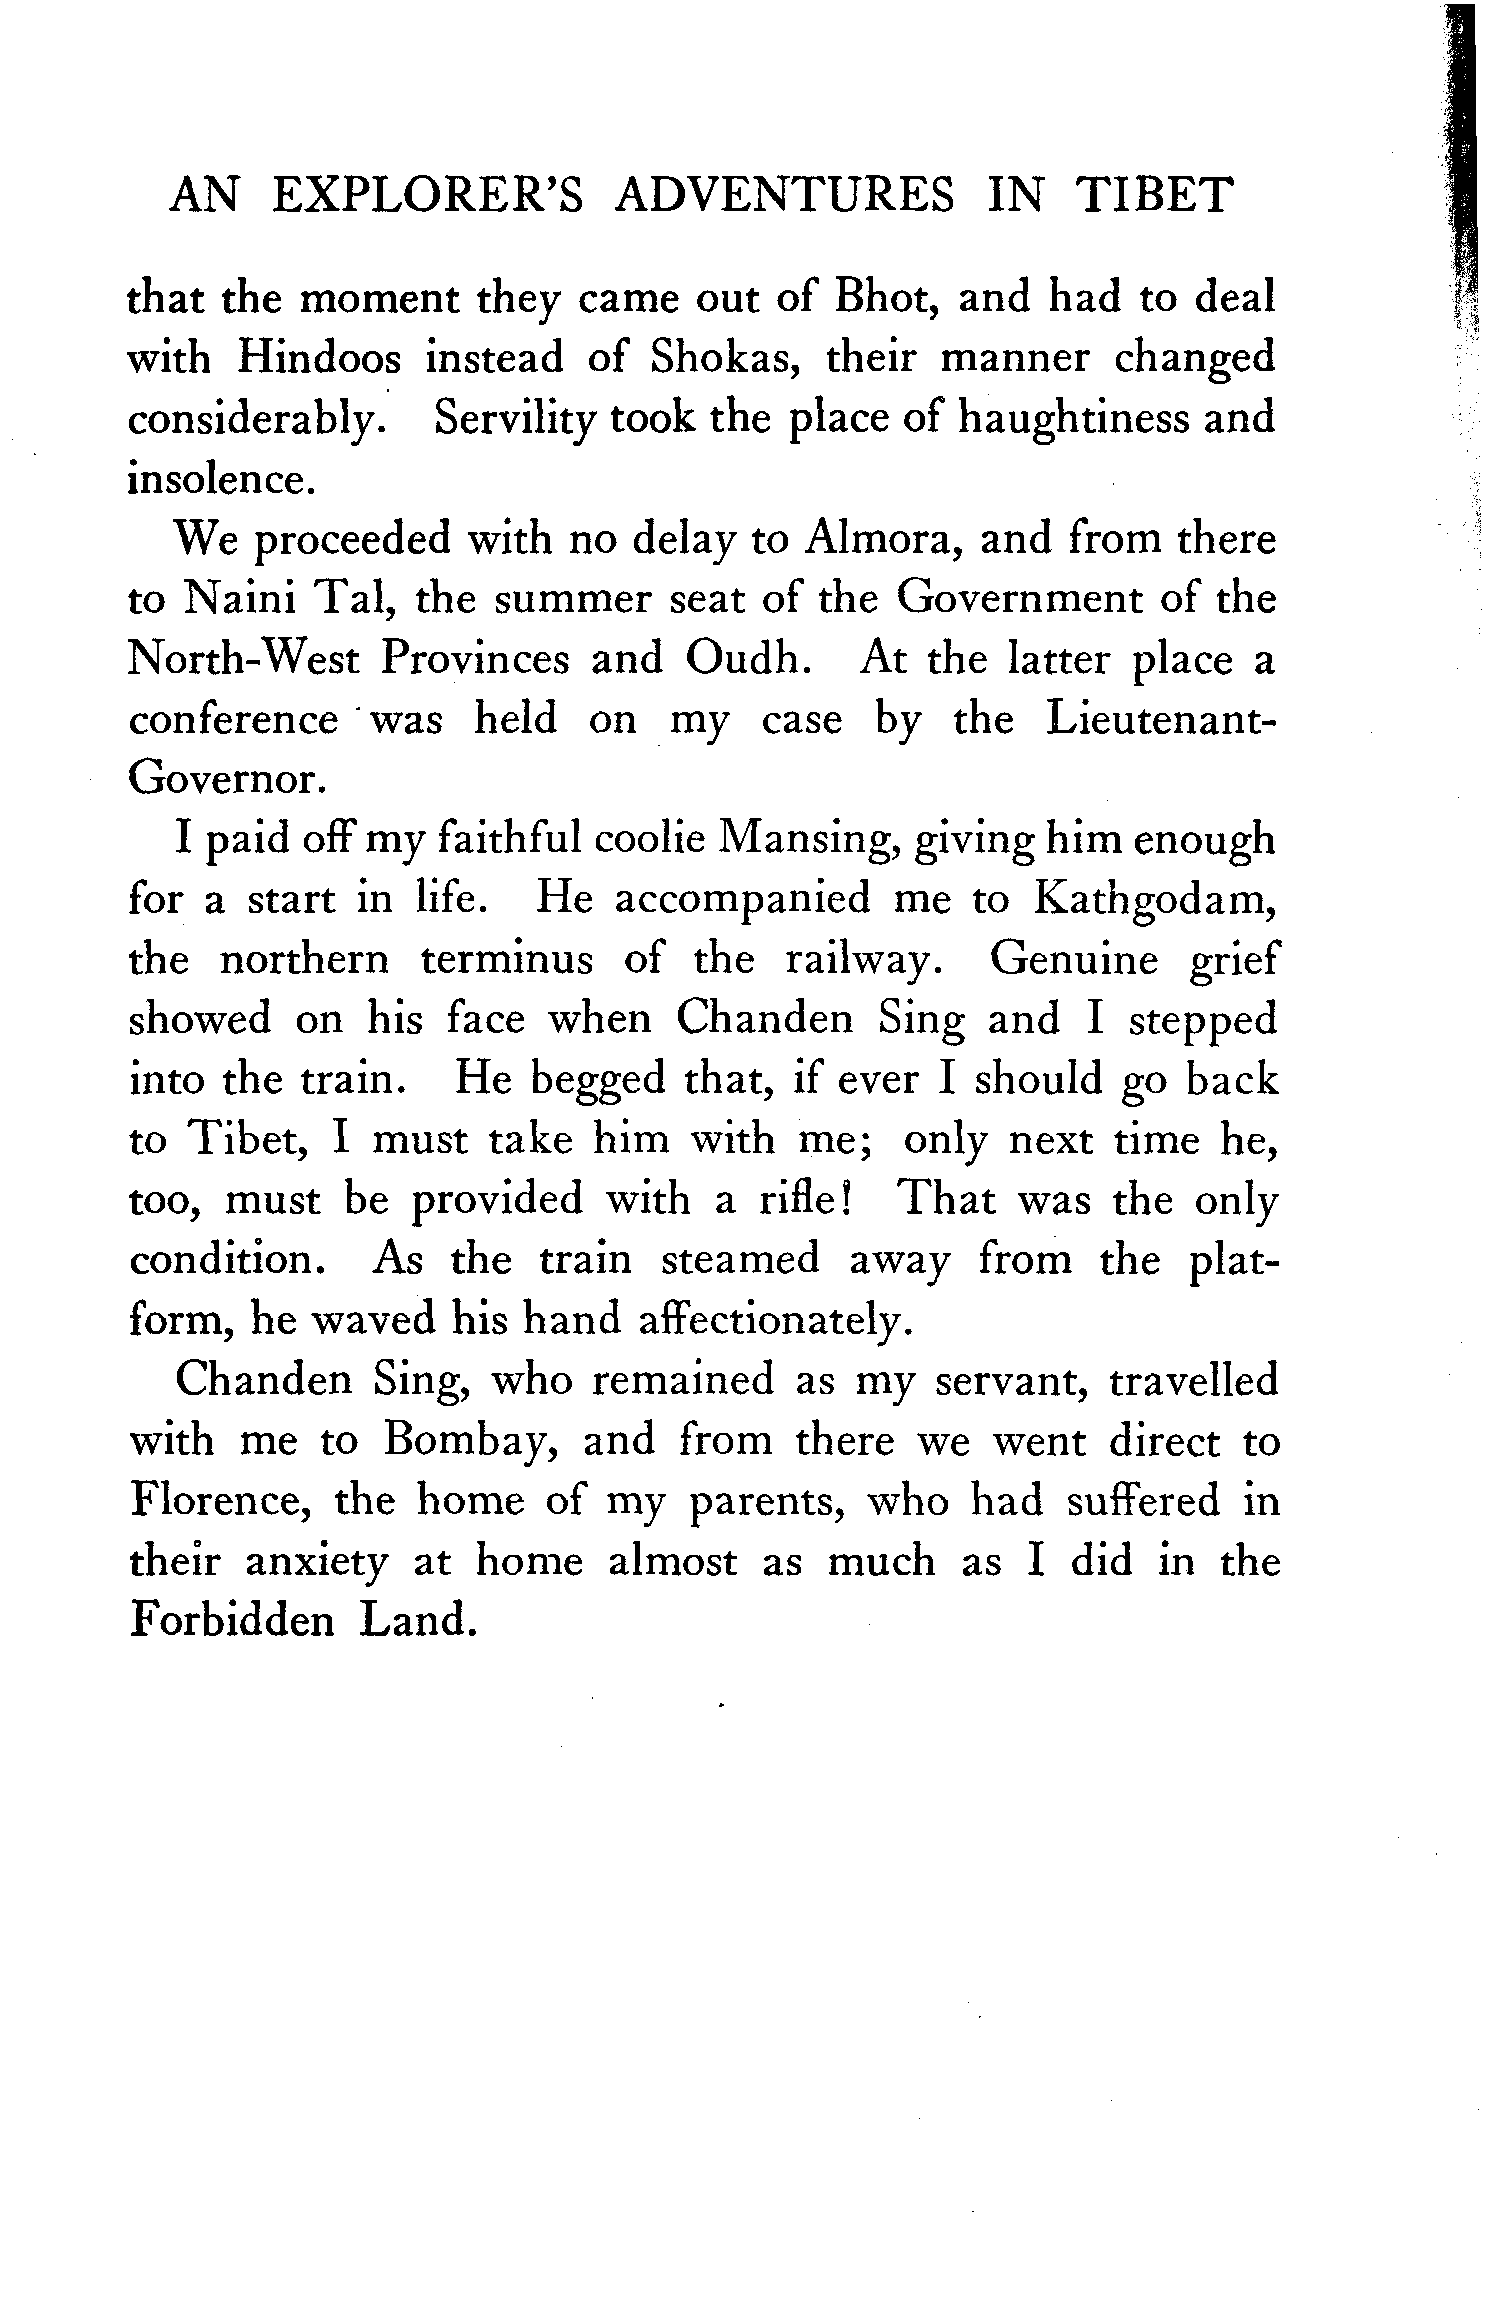 AN EXPLORER'S ADVENTURES IN TIBET
that the moment they came out of Bhot, and had to deal
with Hindoos instead of Shokas, their manner changed
considerably. Servility took the place of haughtiness and
insolence.
We proceeded with no delay to Almora, and from there
to Naini Tal, the summer seat of the Government of the
North-West Provinces and Oudh. At the latter place a
conference was held on my case by the Lieutenant-
Governor.
I paid off my faithful coolie Mansing, giving him enough
for a start in life. He accompanied me to Kathgodam,
the northern terminus of the railway. Genuine grief
showed on his face when Chanden Sing and I stepped
into the train. He begged that, if ever I should go back
to Tibet, I must take him with me; only next time he,
too, must be provided with a rifle! That was the only
condition. As the train steamed away from the plat-
form, he waved his hand affectionately.
Chanden Sing, who remained as my servant, travelled
with me to Bombay, and from there we went direct to
Florence, the home of my parents, who had suffered in
their anxiety at home almost as much as I did in the
Forbidden Land.